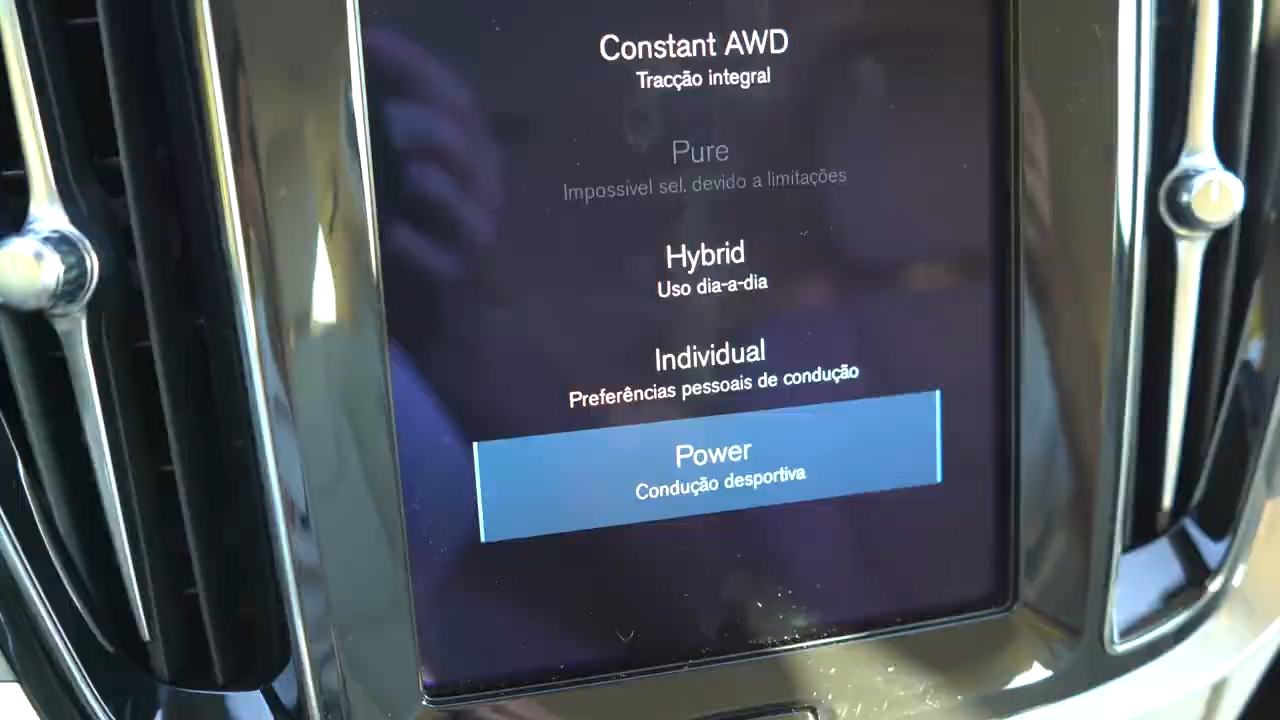 Constant AWD
Tracção integral
Pure
Impossível sel. devido a limitações
Hybrid
Uso dia-a-dia
Individual
Preferências pessoais de condução
Power
Condução desportiva